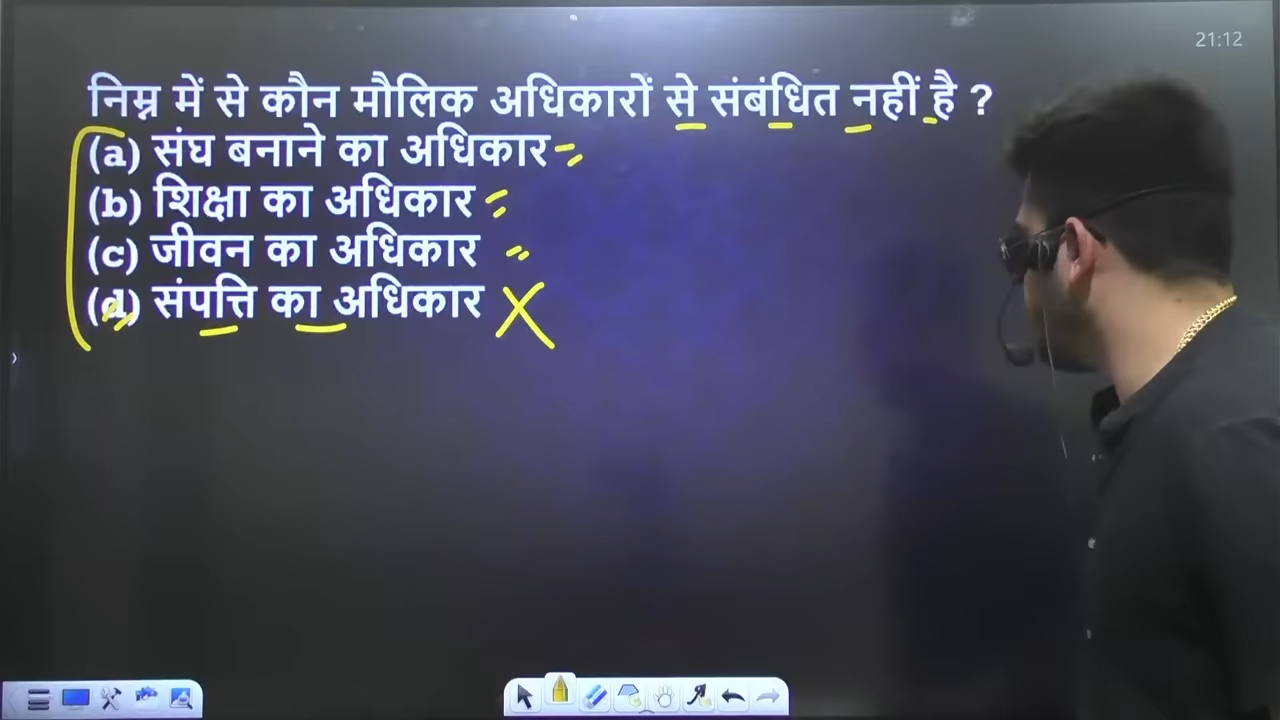 21:12
निम्न में से कौन मौलिक अधिकारों से संबंधित नहीं है ?
(a) संघ बनाने का अधिकार
(b) शिक्षा का अधिकार
(c) जीवन का अधिकार
(d) संपत्ति का अधिकार